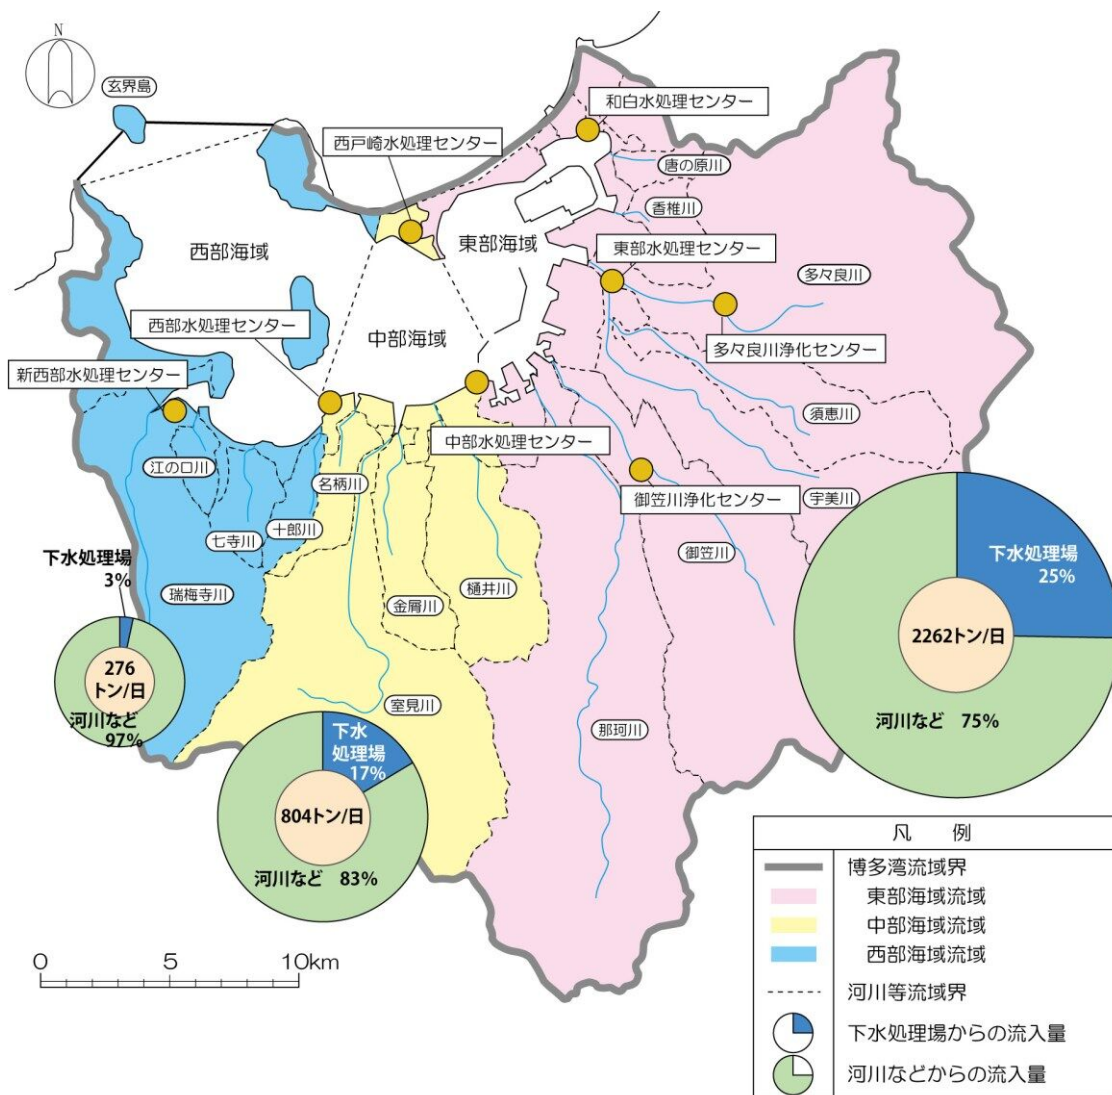 N
玄界島
和白水処理センター
西戸崎水処理センター
唐の原川
香椎川
東部海域
西部海域
東部水処理センター
多々良川
西部水処理センター
中部海域
多々良川浄化センター
新西部水処理センター
須恵川
中部水処理センター
江の口川
名柄川
御笠川浄化センター
宇美川
七寺川
十郎川
御笠川
下水処理場
3%
瑞梅寺川
金屑川
樋井川
下水処理場
25%
2262トン/日
276
トン/日
河川など
97%
室見川
那珂川
河川など 75%
下水
処理場
17%
804トン/日
河川など 83%
凡 例
博多湾流域界
東部海域流域
中部海域流域
西部海域流域
河川等流域界
下水処理場からの流入量
河川などからの流入量
0 5 10km